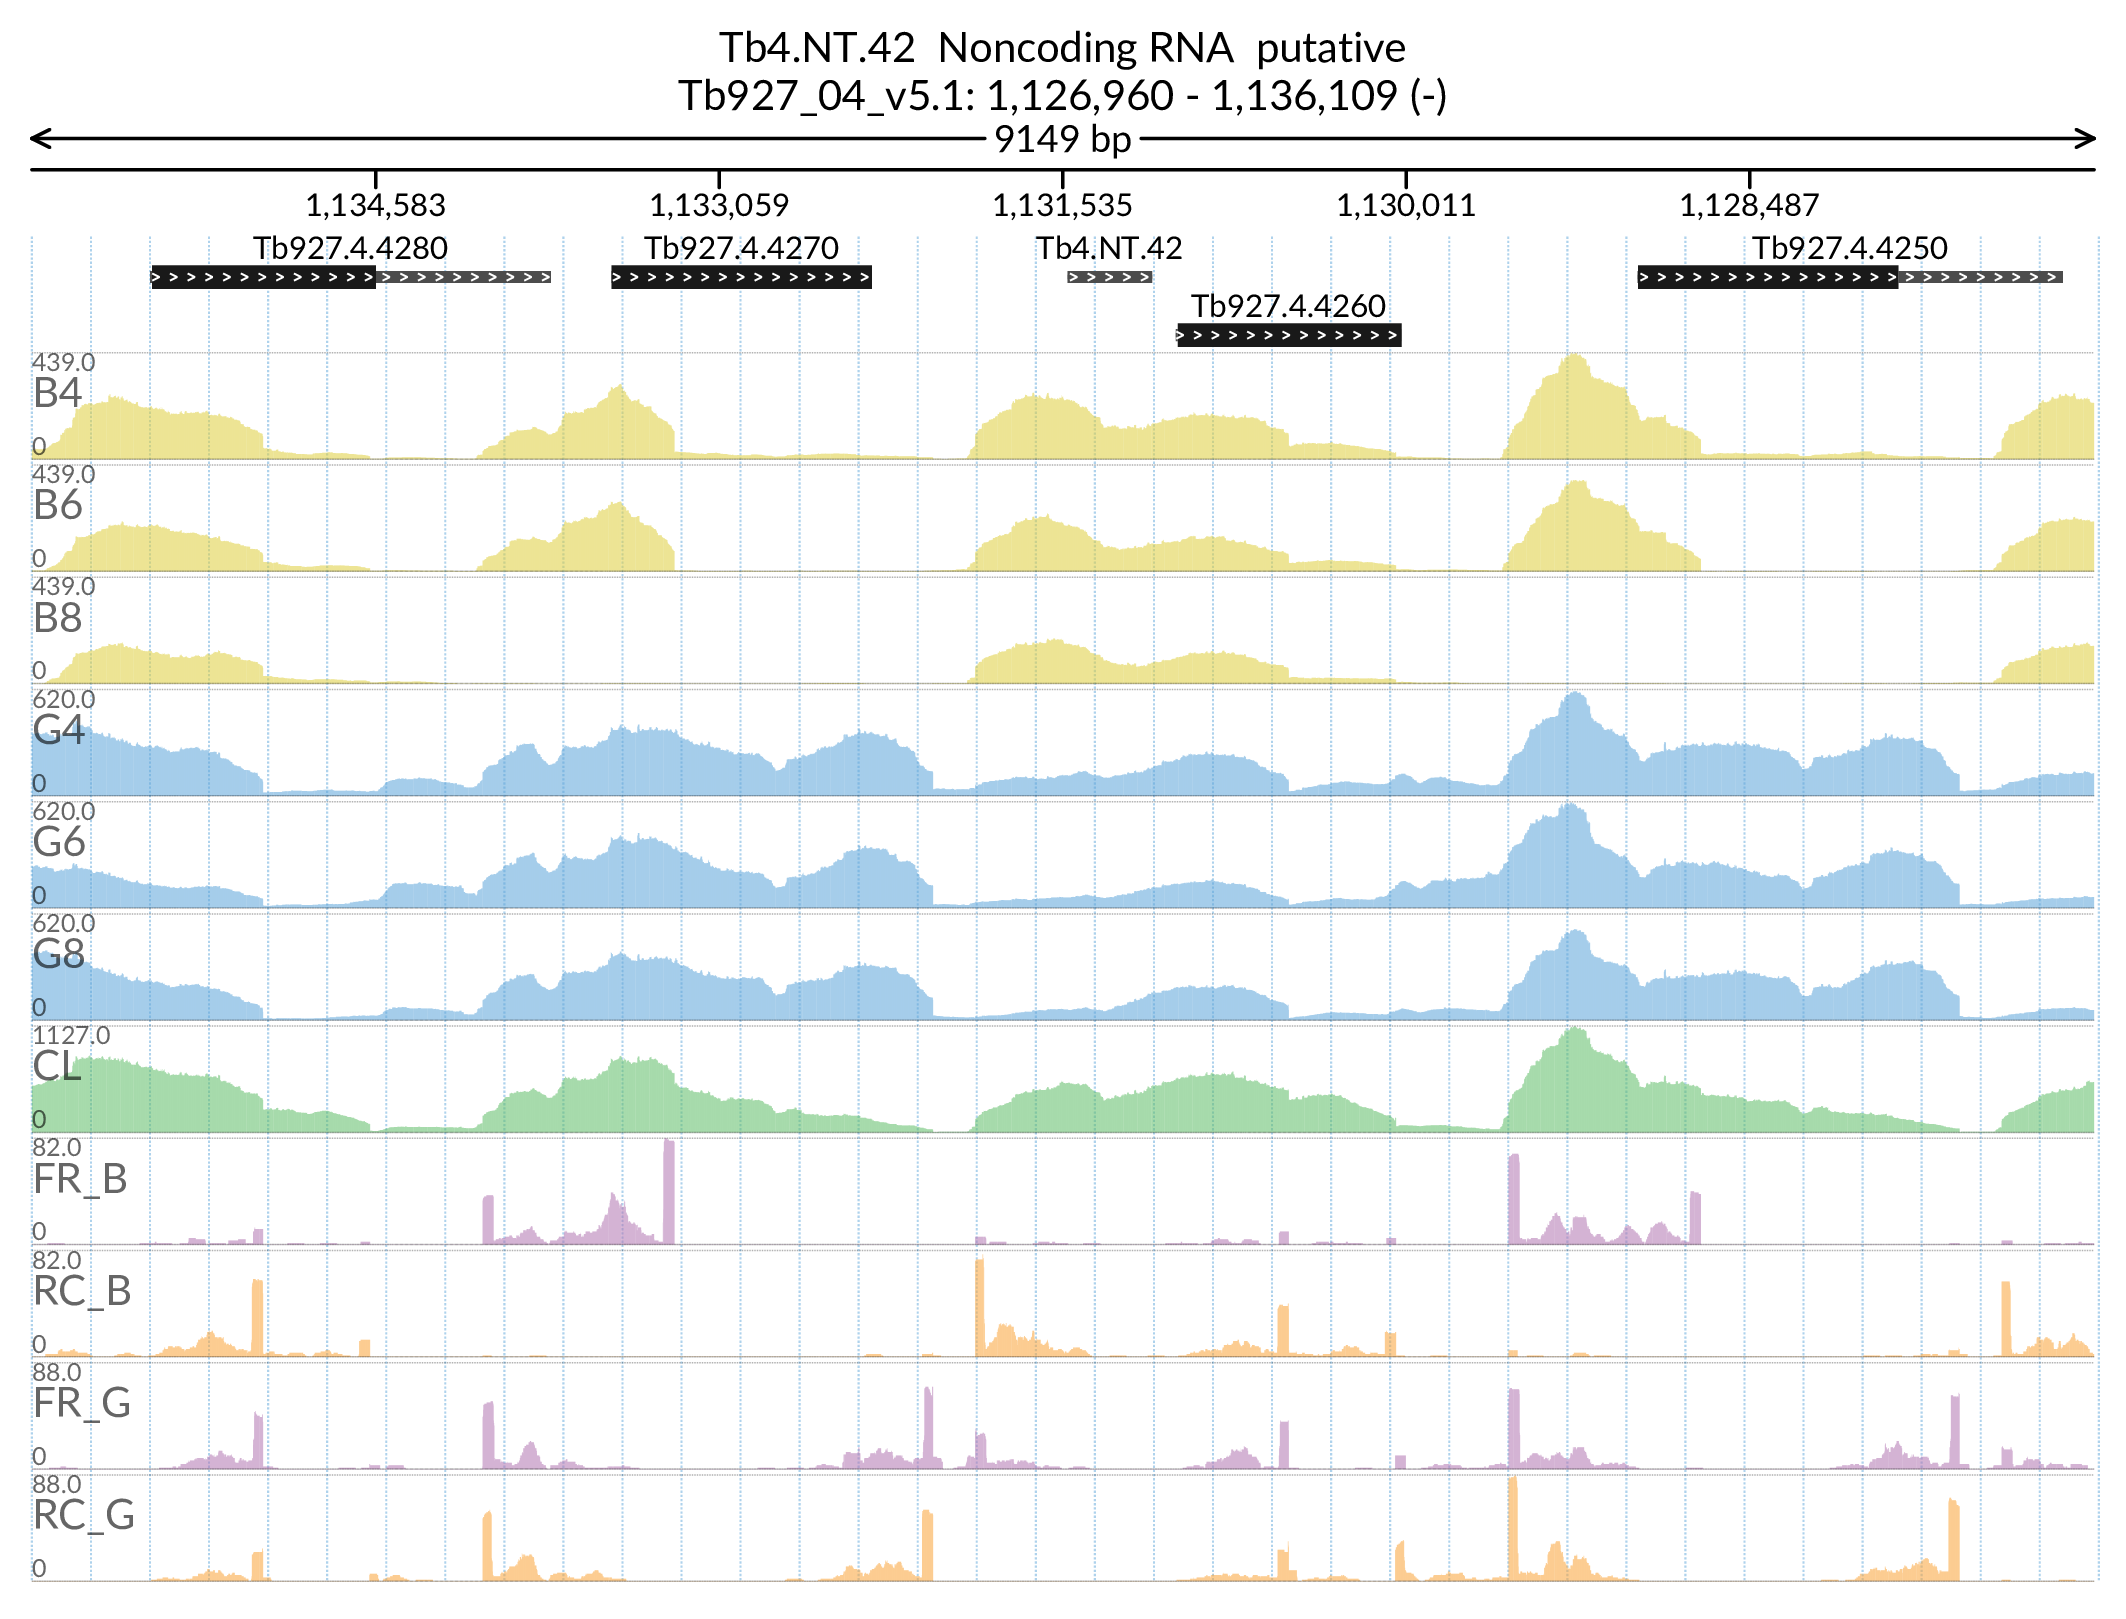 Tb4.NT.42 Noncoding RNA putative
Tb927_04_v5.1: 1,126,960 - 1,136,109 (-)
9149 bp
1,134,583 1,133,059 1,131,535 1,130,011 1,128,487
Tb927.4.4280 Tb927.4.4270 Tb4.NT.42 Tb927.4.4250
Tb927.4.4260
439.0
B4
0
439.0
B6
0
439.0
B8
0
620.0
G4
0
620.0
G6
0
620.0
G8
0
1127.0
CL
0
82.0
FR_B
0
82.0
RC_B
0
88.0
FR_G
0
88.0
RC_G
0